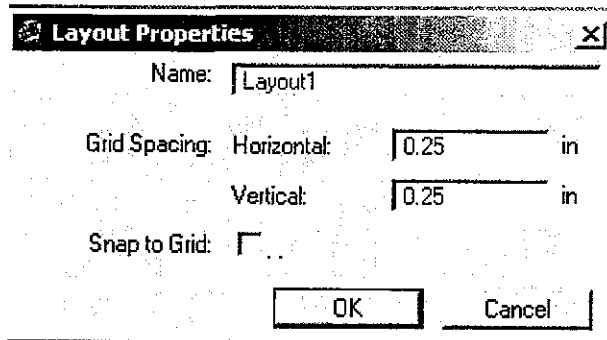 Layout Properties
Name: Layout1
Grid Spacing: Horizontal: 0.25 in
Vertical: 0.25 in
Snap to Grid:
OK Cancel